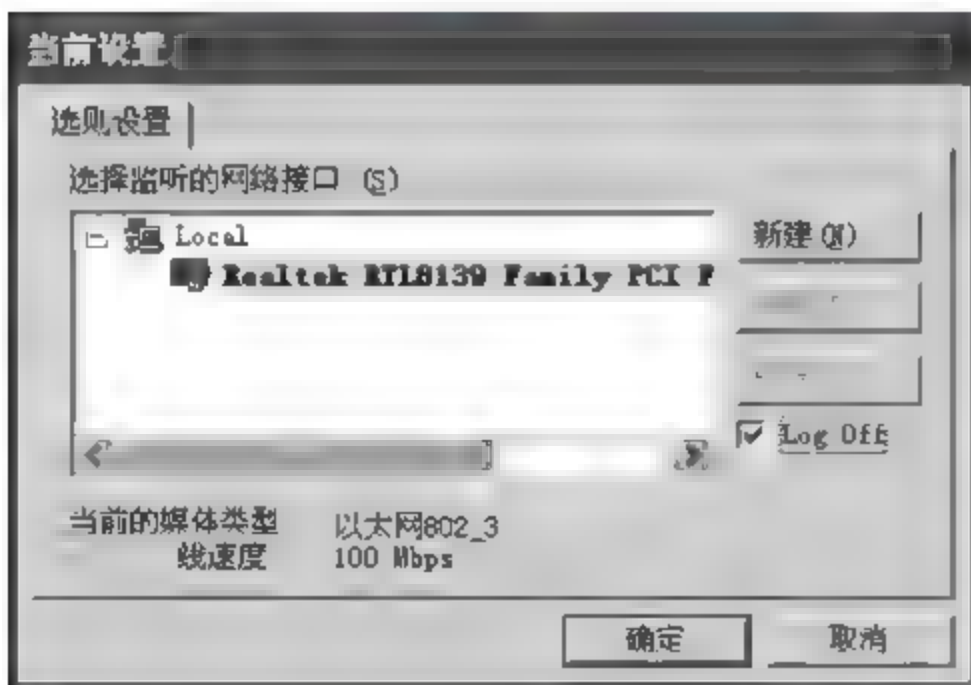 当前设置
选则设置
选择监听的网络接口 (S)
Local
Realtek RTL8139 Family PCI F
新建(N)
Log Off
当前的媒体类型 以太网802_3
线速度 100 Mbps
确定 取消